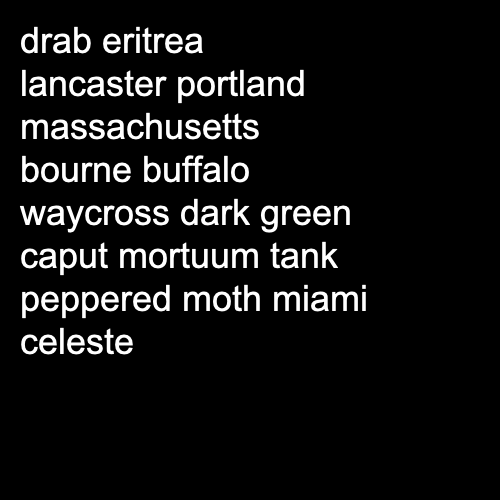 drab eritrea
lancaster portland
massachusetts
bourne buffalo
waycross dark green
caput mortuum tank
peppered moth miami
celeste